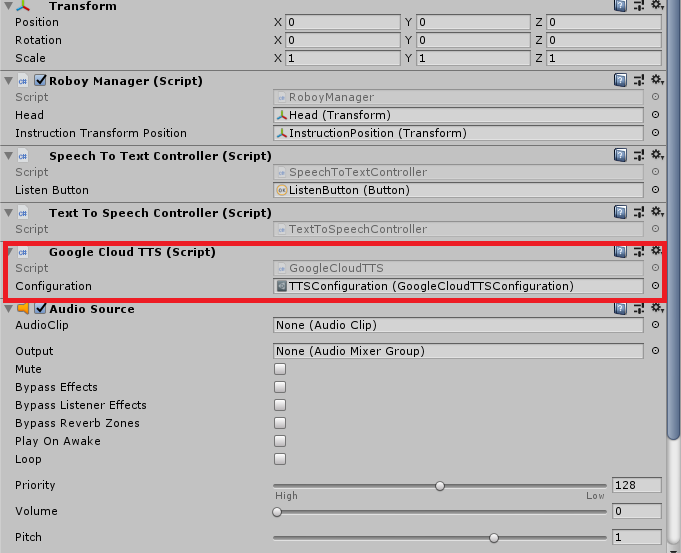 Transform
Position X 0 Y 0 Z 0
Rotation X 0 Y 0 Z 0
Scale X 1 Y 1 Z 1
c# Roboy Manager (Script)
Script RoboyManager
Head Head (Transform)
Instruction Transform Position InstructionPosition (Transform)
c# Speech To Text Controller (Script)
Script SpeechToTextController
Listen Button ListenButton (Button)
c# Text To Speech Controller (Script)
Script TextToSpeechController
c# Google Cloud TTS (Script)
Script GoogleCloudTTS
Configuration TTSConfiguration (GoogleCloudTTSConfiguration)
Audio Source
AudioClip None (Audio Clip)
Output None (Audio Mixer Group)
Mute
Bypass Effects
Bypass Listener Effects
Bypass Reverb Zones
Play On Awake
Loop
Priority 128
High Low
Volume 0
Pitch 1